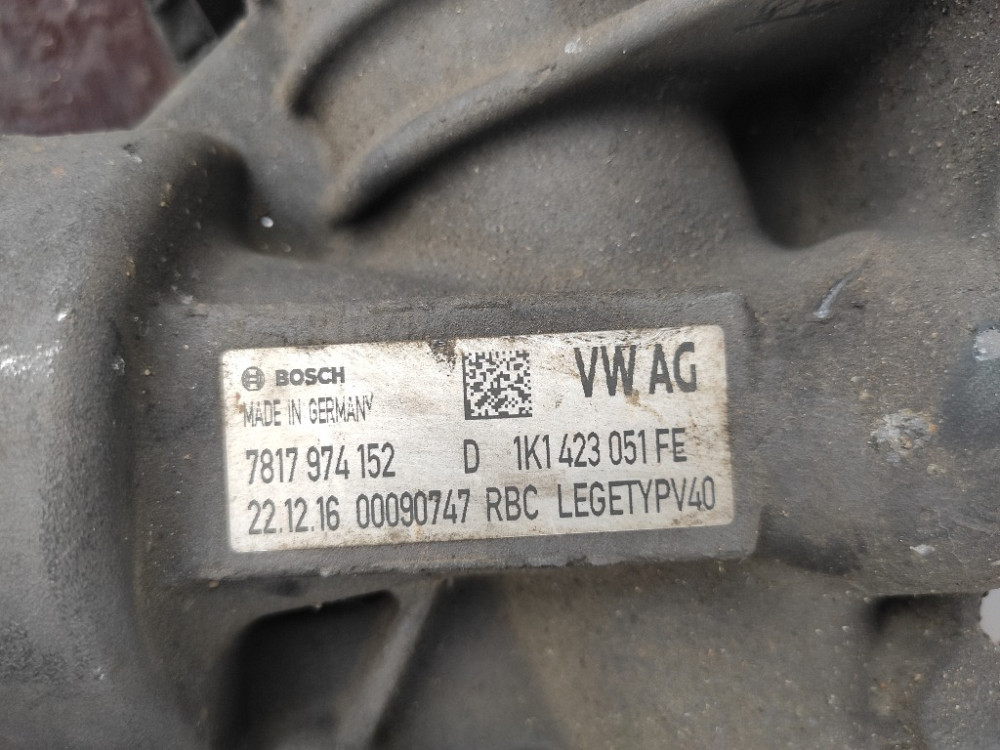 BOSCH
VW AG
MADE IN GERMANY
7817 974 152 D 1K1 423 051 FE
22.12.16 00090747 RBC LEGETYPV40